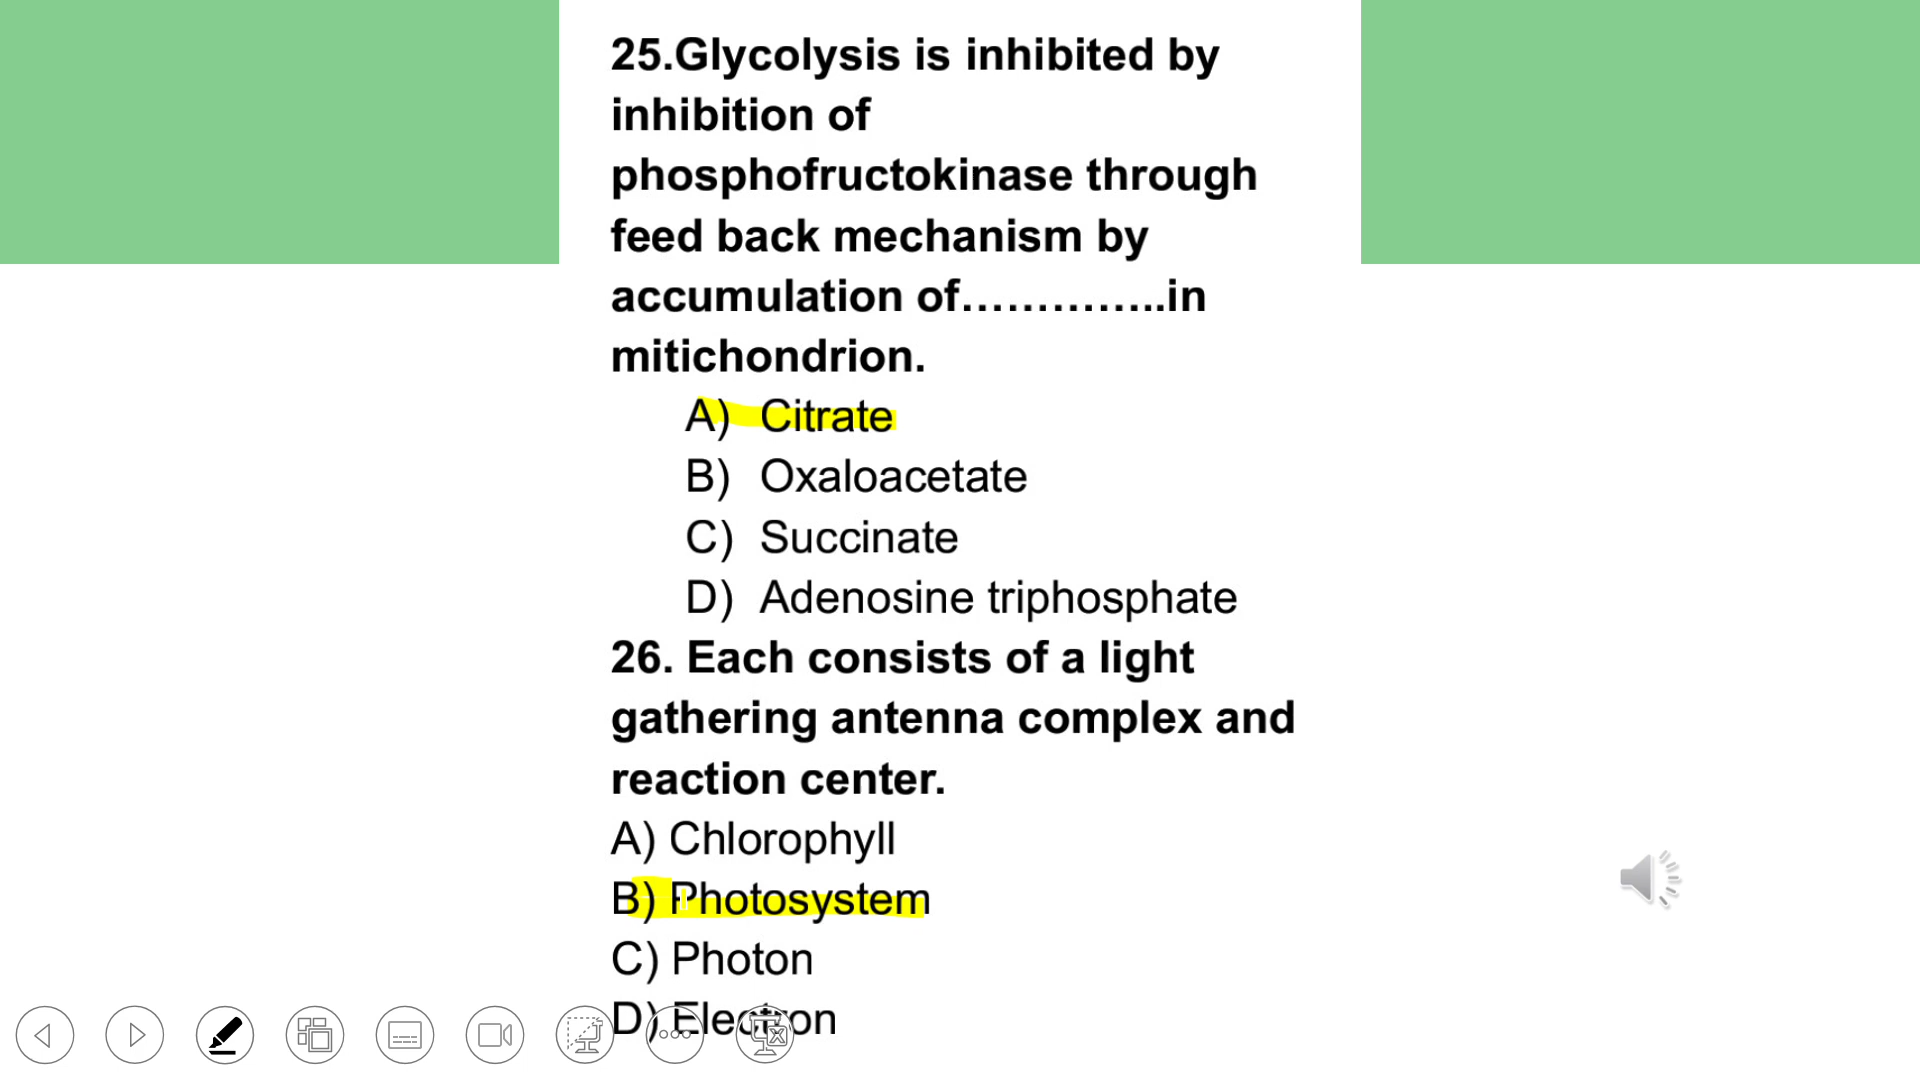 25.Glycolysis is inhibited by
inhibition of
phosphofructokinase through
feed back mechanism by
accumulation of…………..in
mitichondrion.
A) Citrate
B) Oxaloacetate
C) Succinate
D) Adenosine triphosphate
26. Each consists of a light
gathering antenna complex and
reaction center.
A) Chlorophyll
B) Photosystem
C) Photon
D) Electron